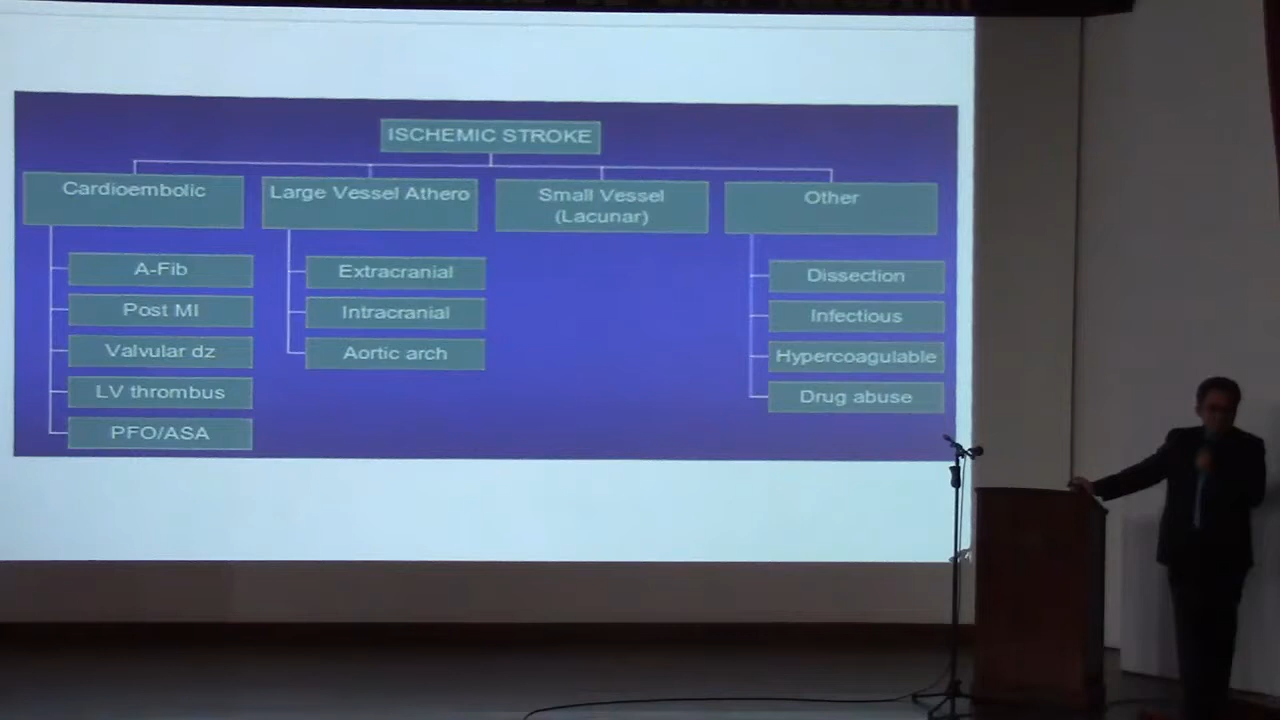 ISCHEMIC STROKE
Cardioembolic
A-Fib
Post MI
Valvular dz
LV thrombus
PFO/ASA
Large Vessel Athero
Extracranial
Intracranial
Aortic arch
Small Vessel
(Lacunar)
Other
Dissection
Infectious
Hypercoagulable
Drug abuse